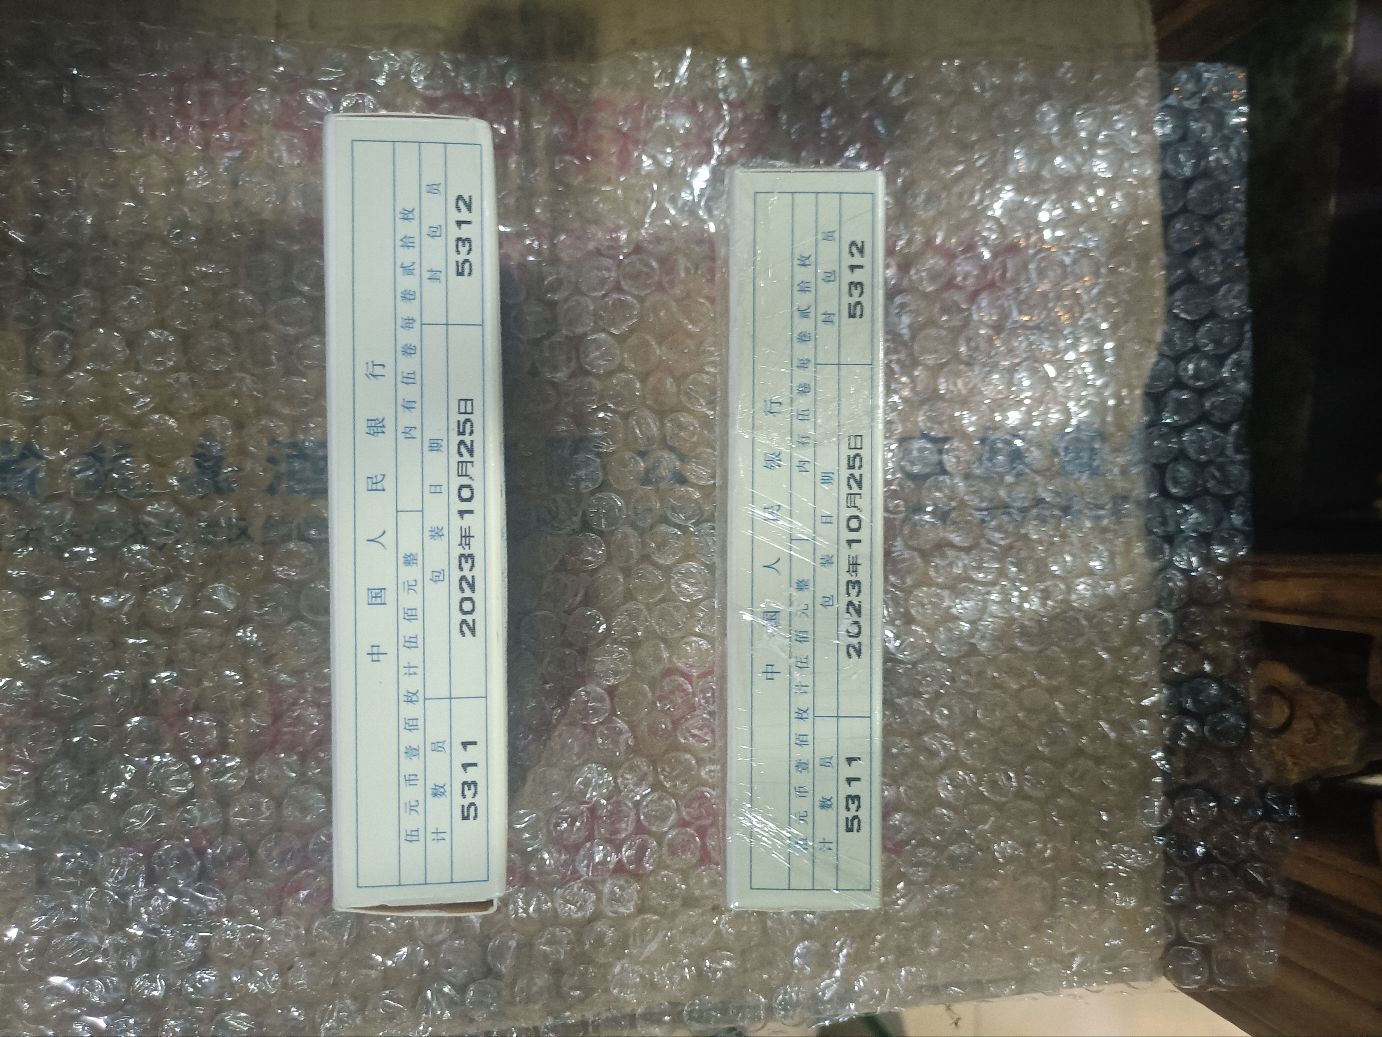 中国人民银行
伍元币壹佰枚计伍佰元整 内有伍卷每卷贰拾枚
计数员 包装日期 封包员
5311 2023年10月25日 5312
中国人民银行
伍元币壹佰枚计伍佰元整 内有伍卷每卷贰拾枚
计数员 包装日期 封包员
5311 2023年10月25日 5312